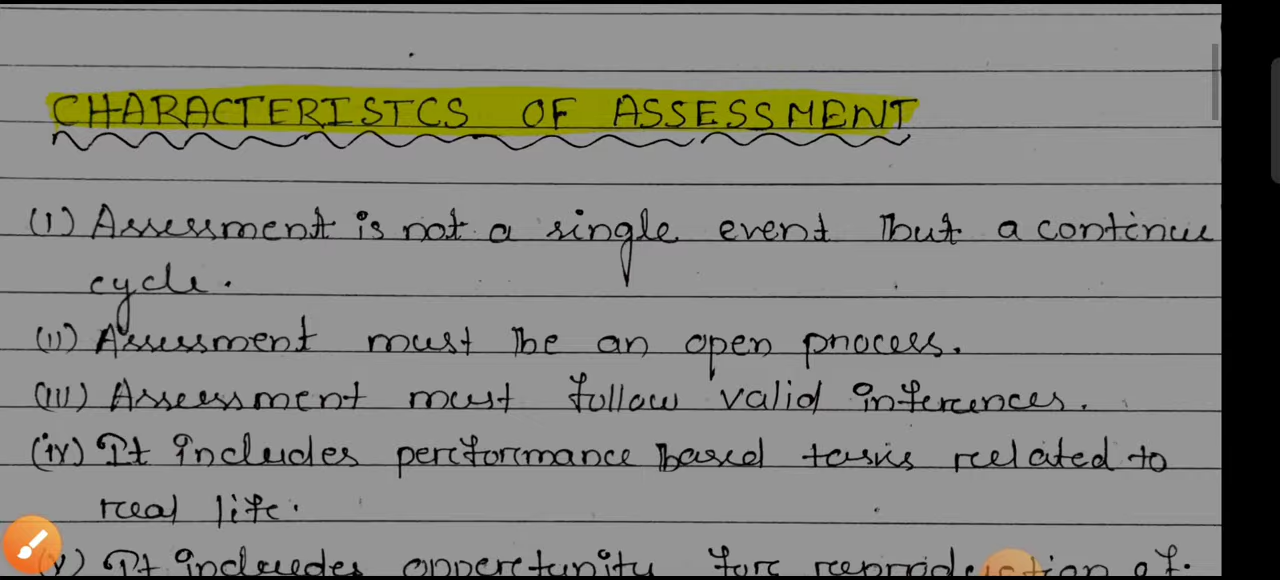 CHARACTERISTCS OF ASSESSMENT
(i) Assessment is not a single event but a continue
cycle.
(ii) Assessment must be an open process.
(iii) Assessment must follow valid inferences.
(iv) It includes performance based tasks related to
real life.
(v) It includes opportunity for reproduction of